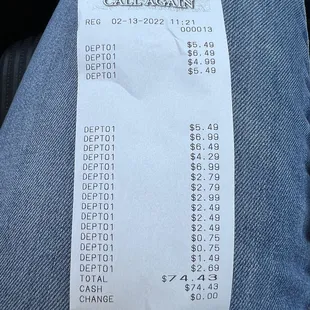 CALL AGAIN
REG 02-13-2022 11:21
000013
DEPT01 $5.49
DEPT01 $6.49
DEPT01 $4.99
DEPT01 $5.49
DEPT01 $5.49
DEPT01 $6.99
DEPT01 $6.49
DEPT01 $4.29
DEPT01 $6.99
DEPT01 $2.79
DEPT01 $2.79
DEPT01 $2.99
DEPT01 $2.49
DEPT01 $2.49
DEPT01 $2.49
DEPT01 $0.75
DEPT01 $0.75
DEPT01 $1.49
DEPT01 $2.69
TOTAL $74.43
CASH $74.43
CHANGE $0.00